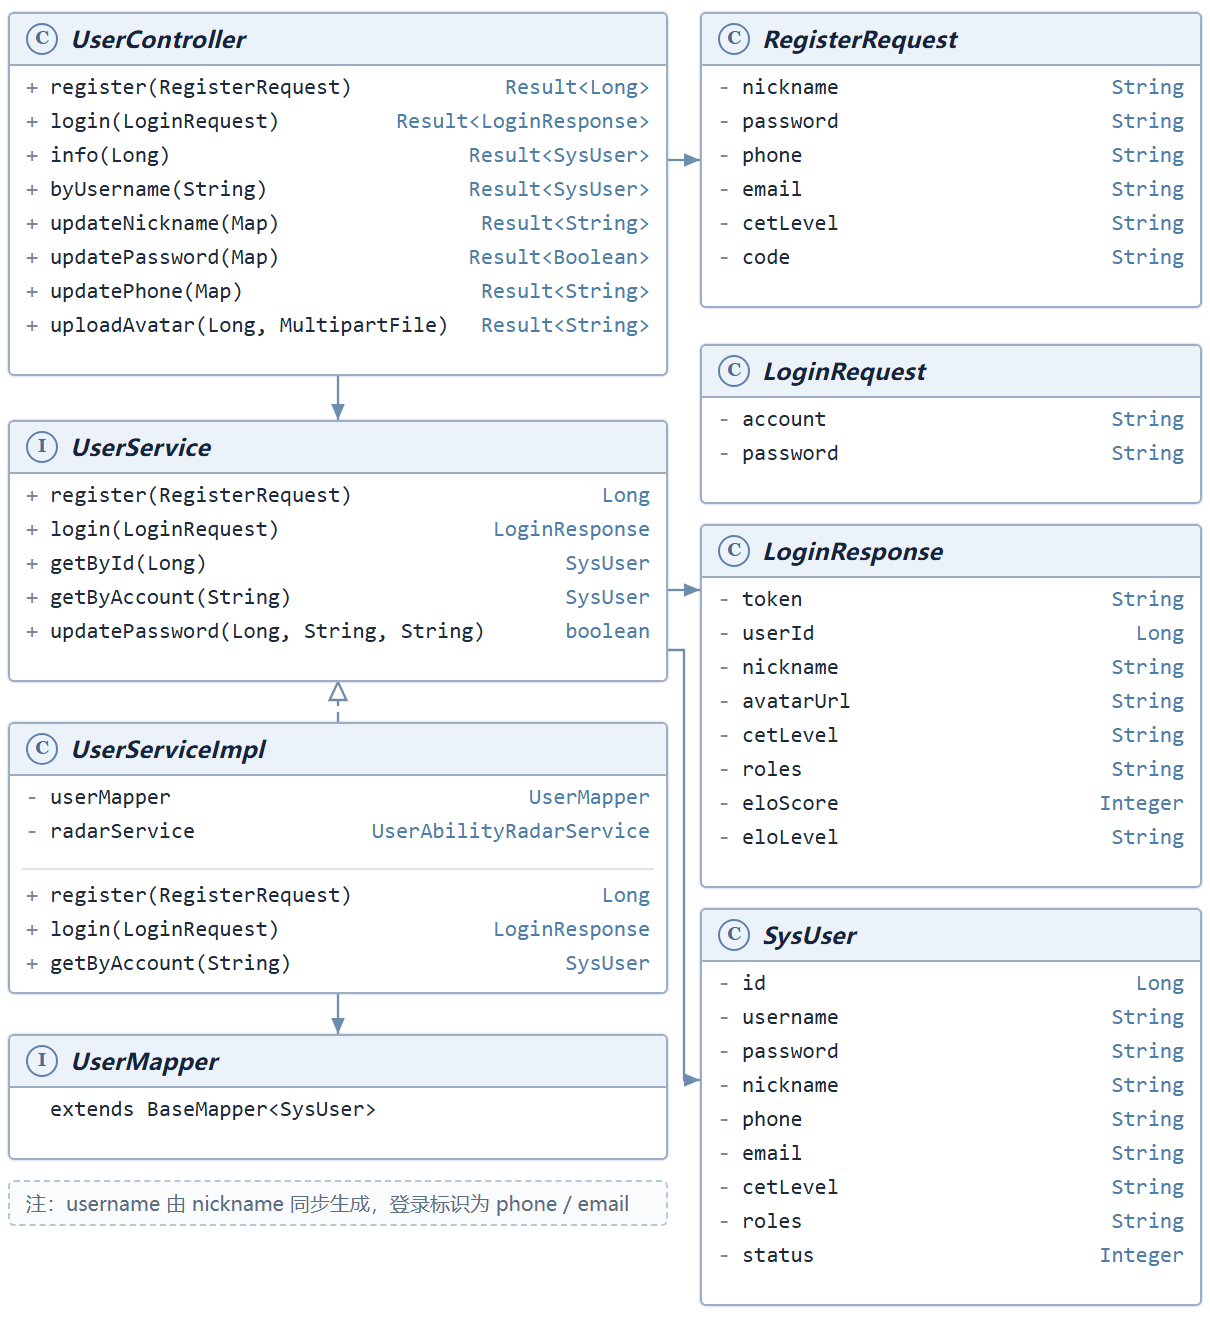 C UserController
+ register(RegisterRequest) Result<Long>
+ login(LoginRequest) Result<LoginResponse>
+ info(Long) Result<SysUser>
+ byUsername(String) Result<SysUser>
+ updateNickname(Map) Result<String>
+ updatePassword(Map) Result<Boolean>
+ updatePhone(Map) Result<String>
+ uploadAvatar(Long, MultipartFile) Result<String>
I UserService
+ register(RegisterRequest) Long
+ login(LoginRequest) LoginResponse
+ getById(Long) SysUser
+ getByAccount(String) SysUser
+ updatePassword(Long, String, String) boolean
C UserServiceImpl
- userMapper UserMapper
- radarService UserAbilityRadarService
+ register(RegisterRequest) Long
+ login(LoginRequest) LoginResponse
+ getByAccount(String) SysUser
I UserMapper
extends BaseMapper<SysUser>
注：username 由 nickname 同步生成，登录标识为 phone / email
C RegisterRequest
- nickname String
- password String
- phone String
- email String
- cetLevel String
- code String
C LoginRequest
- account String
- password String
C LoginResponse
- token String
- userId Long
- nickname String
- avatarUrl String
- cetLevel String
- roles String
- eloScore Integer
- eloLevel String
C SysUser
- id Long
- username String
- password String
- nickname String
- phone String
- email String
- cetLevel String
- roles String
- status Integer